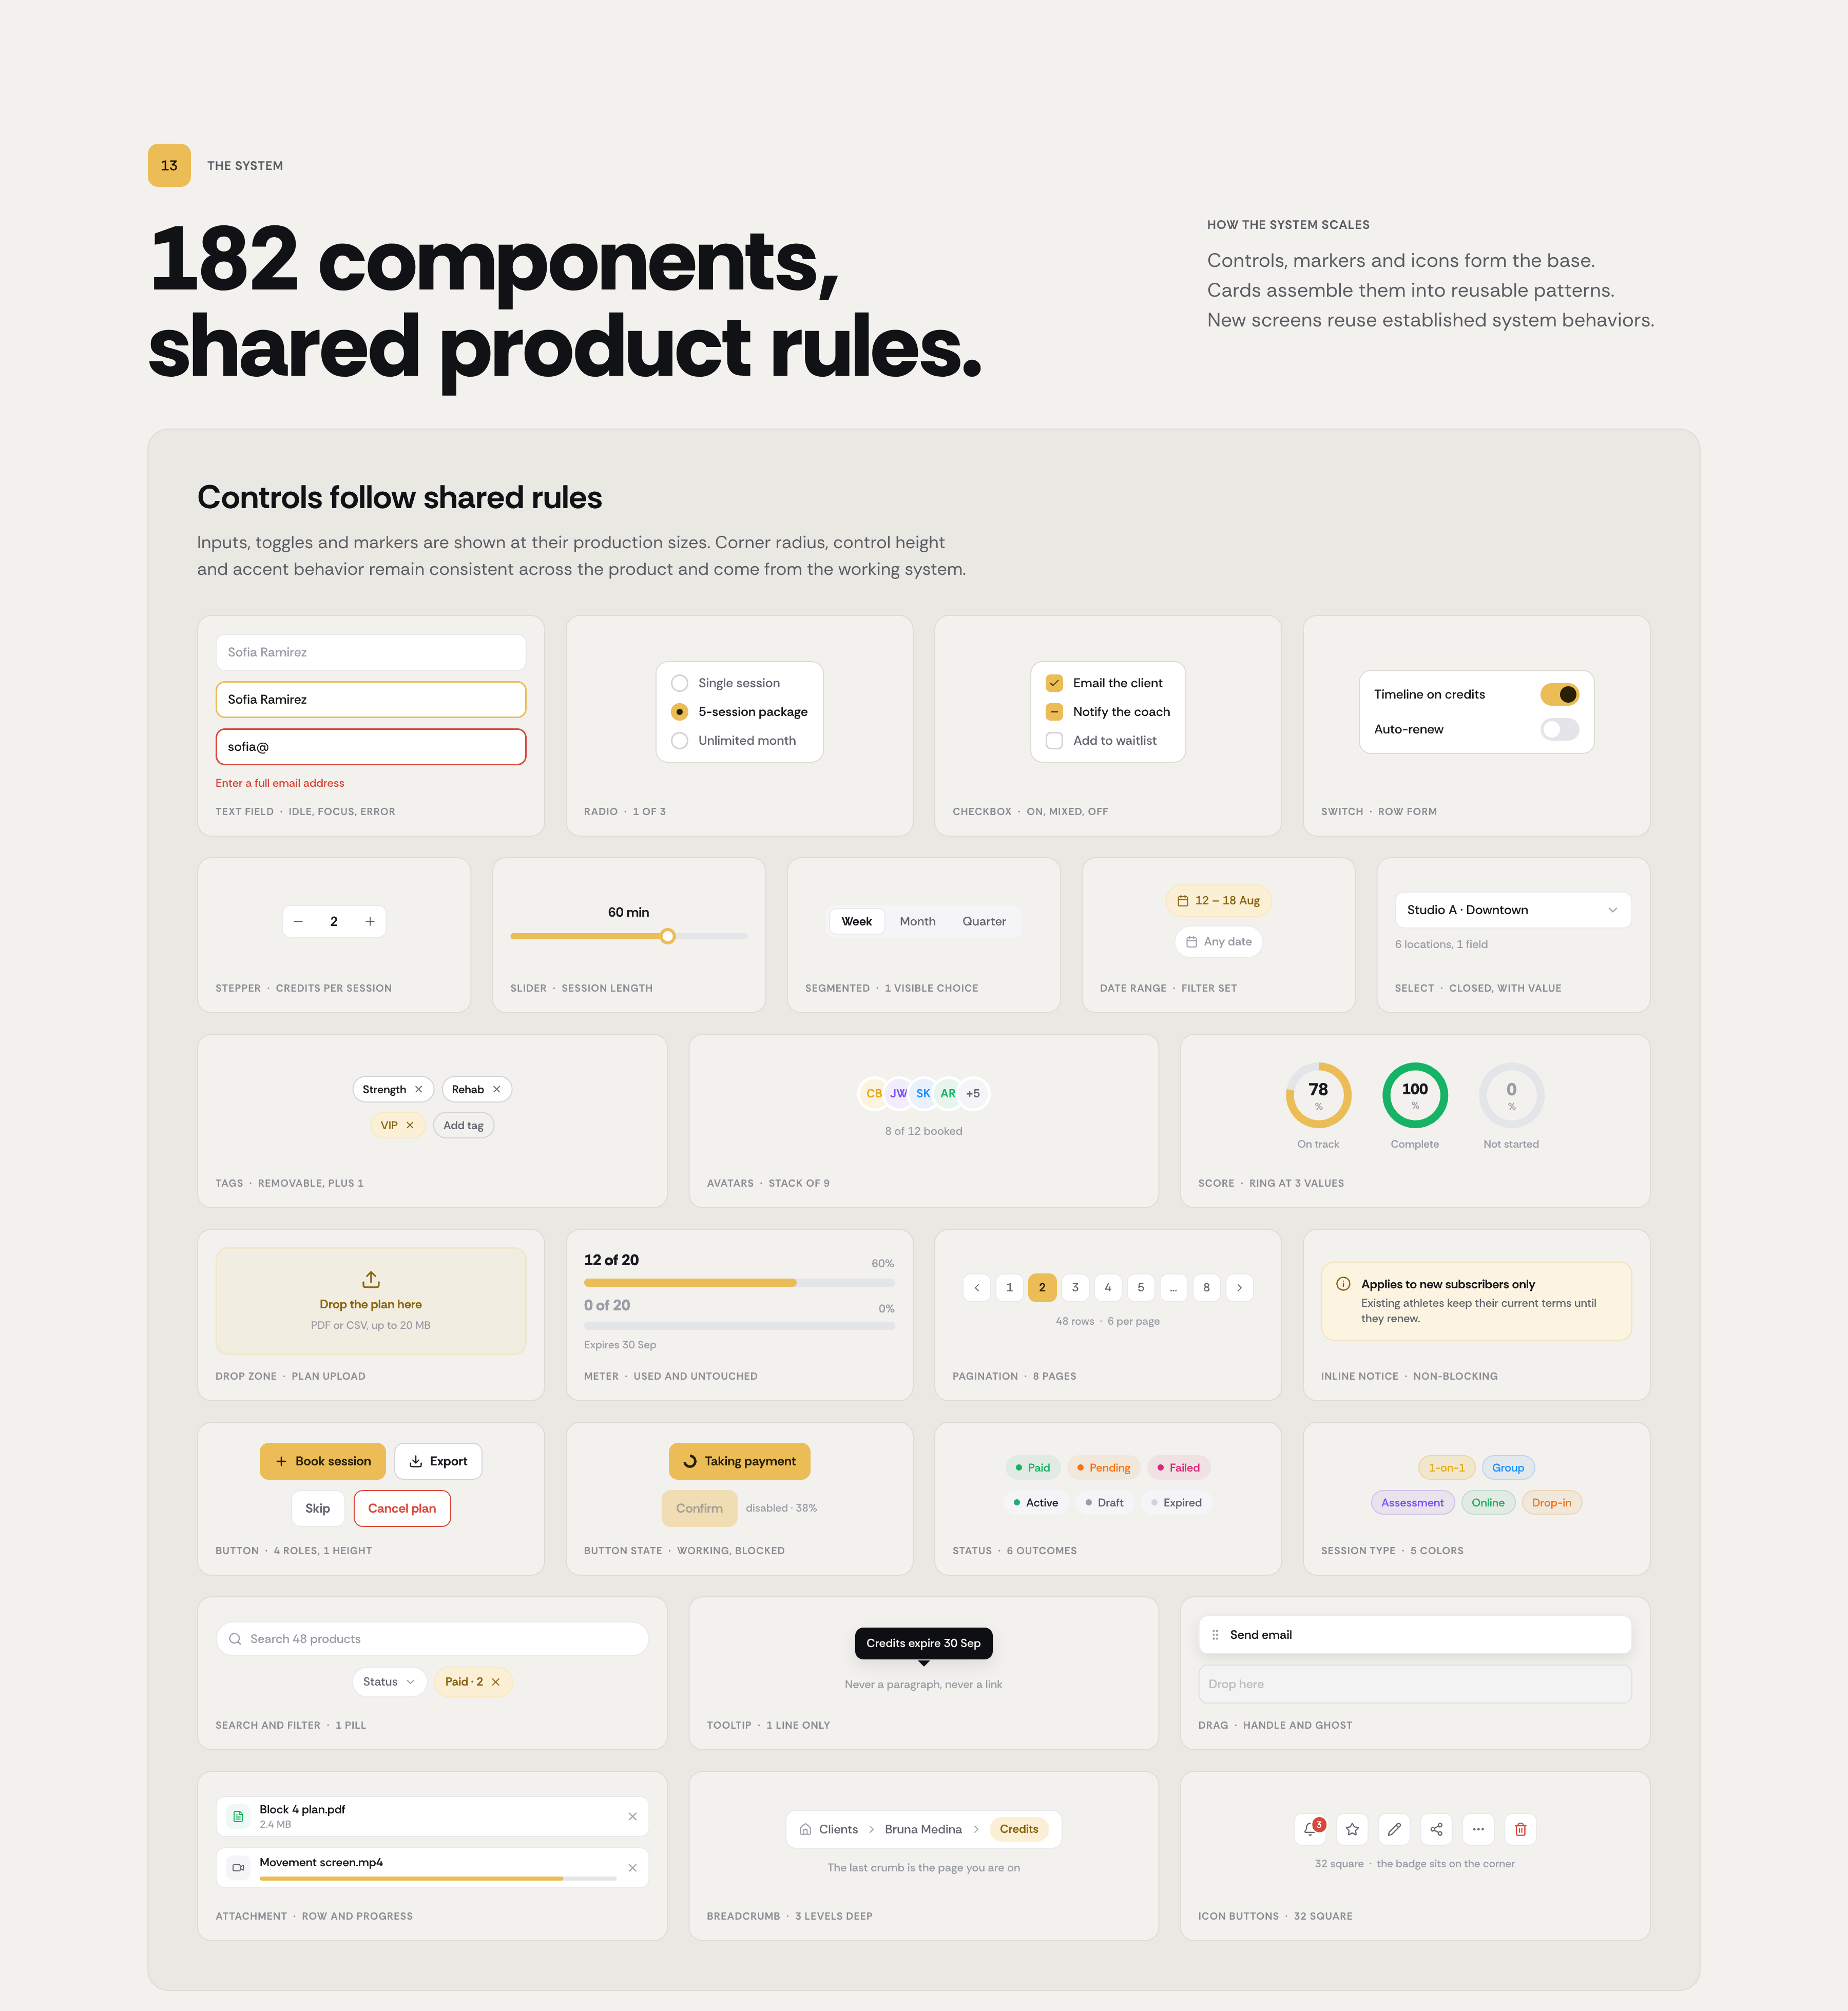 13
THE SYSTEM
182 components,
shared product rules.
HOW THE SYSTEM SCALES
Controls, markers and icons form the base.
Cards assemble them into reusable patterns.
New screens reuse established system behaviors.
Controls follow shared rules
Inputs, toggles and markers are shown at their production sizes. Corner radius, control height
and accent behavior remain consistent across the product and come from the working system.
Sofia Ramirez
Sofia Ramirez
sofia@
Enter a full email address
TEXT FIELD · IDLE, FOCUS, ERROR
Single session
5-session package
Unlimited month
RADIO · 1 OF 3
Email the client
Notify the coach
Add to waitlist
CHECKBOX · ON, MIXED, OFF
Timeline on credits
Auto-renew
SWITCH · ROW FORM
2
STEPPER · CREDITS PER SESSION
60 min
SLIDER · SESSION LENGTH
Week Month Quarter
SEGMENTED · 1 VISIBLE CHOICE
12 – 18 Aug
Any date
DATE RANGE · FILTER SET
Studio A · Downtown
6 locations, 1 field
SELECT · CLOSED, WITH VALUE
Strength Rehab
VIP Add tag
TAGS · REMOVABLE, PLUS 1
CB JW SK AR +5
8 of 12 booked
AVATARS · STACK OF 9
78 100 0
% % %
On track Complete Not started
SCORE · RING AT 3 VALUES
Drop the plan here
PDF or CSV, up to 20 MB
DROP ZONE · PLAN UPLOAD
12 of 20 60%
0 of 20 0%
Expires 30 Sep
METER · USED AND UNTOUCHED
1 2 3 4 5 ... 8
48 rows · 6 per page
PAGINATION · 8 PAGES
Applies to new subscribers only
Existing athletes keep their current terms until
they renew.
INLINE NOTICE · NON-BLOCKING
Book session Export
Skip Cancel plan
BUTTON · 4 ROLES, 1 HEIGHT
Taking payment
Confirm disabled · 38%
BUTTON STATE · WORKING, BLOCKED
Paid Pending Failed
Active Draft Expired
STATUS · 6 OUTCOMES
1-on-1 Group
Assessment Online Drop-in
SESSION TYPE · 5 COLORS
Search 48 products
Status Paid · 2
SEARCH AND FILTER · 1 PILL
Credits expire 30 Sep
Never a paragraph, never a link
TOOLTIP · 1 LINE ONLY
Send email
Drop here
DRAG · HANDLE AND GHOST
Block 4 plan.pdf
2.4 MB
Movement screen.mp4
ATTACHMENT · ROW AND PROGRESS
Clients Bruna Medina Credits
The last crumb is the page you are on
BREADCRUMB · 3 LEVELS DEEP
3
32 square · the badge sits on the corner
ICON BUTTONS · 32 SQUARE